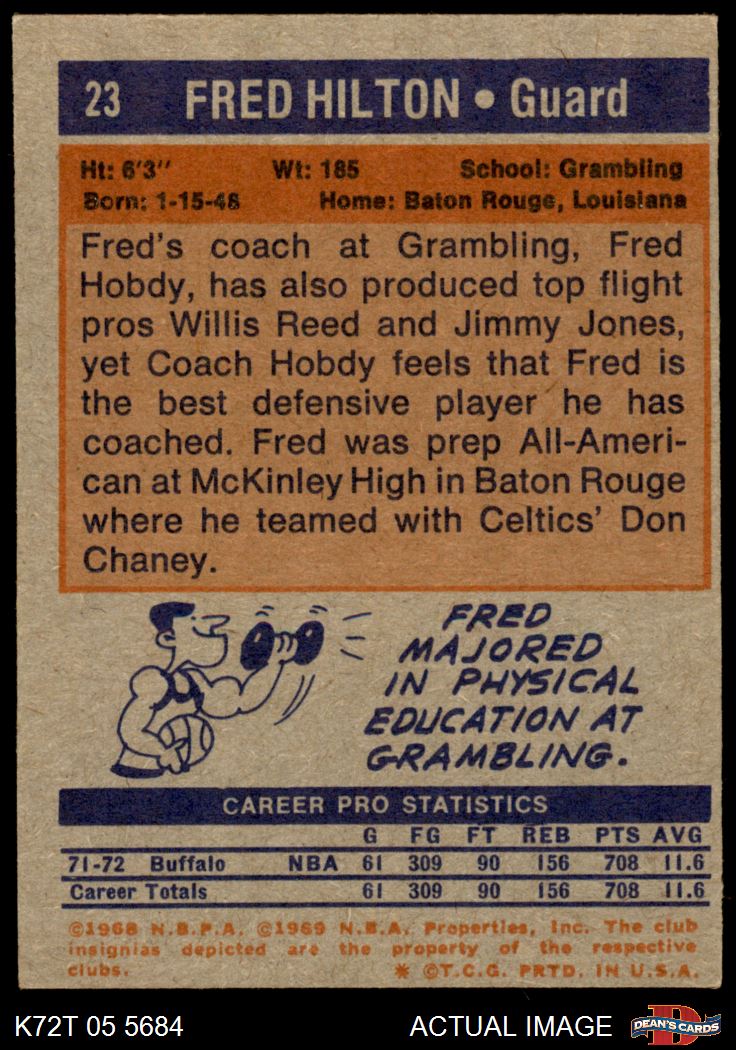 23 FRED HILTON • Guard
Ht: 6'3" Wt: 185 School: Grambling
Born: 1-15-48 Home: Baton Rouge, Louisiana
Fred's coach at Grambling, Fred
Hobdy, has also produced top flight
pros Willis Reed and Jimmy Jones,
yet Coach Hobdy feels that Fred is
the best defensive player he has
coached. Fred was prep All-Ameri-
can at McKinley High in Baton Rouge
where he teamed with Celtics' Don
Chaney.
FRED
MAJORED
IN PHYSICAL
EDUCATION AT
GRAMBLING.
CAREER PRO STATISTICS
G FG FT REB PTS AVG
71-72 Buffalo NBA 61 309 90 156 708 11.6
Career Totals 61 309 90 156 708 11.6
©1968 N.B.P.A. ©1969 N.B.A. Properties, Inc. The club
insignias depicted are the property of the respective
clubs. * ©T.C.G. PRTD. IN U.S.A.
K72T 05 5684 ACTUAL IMAGE D DEAN'S CARDS